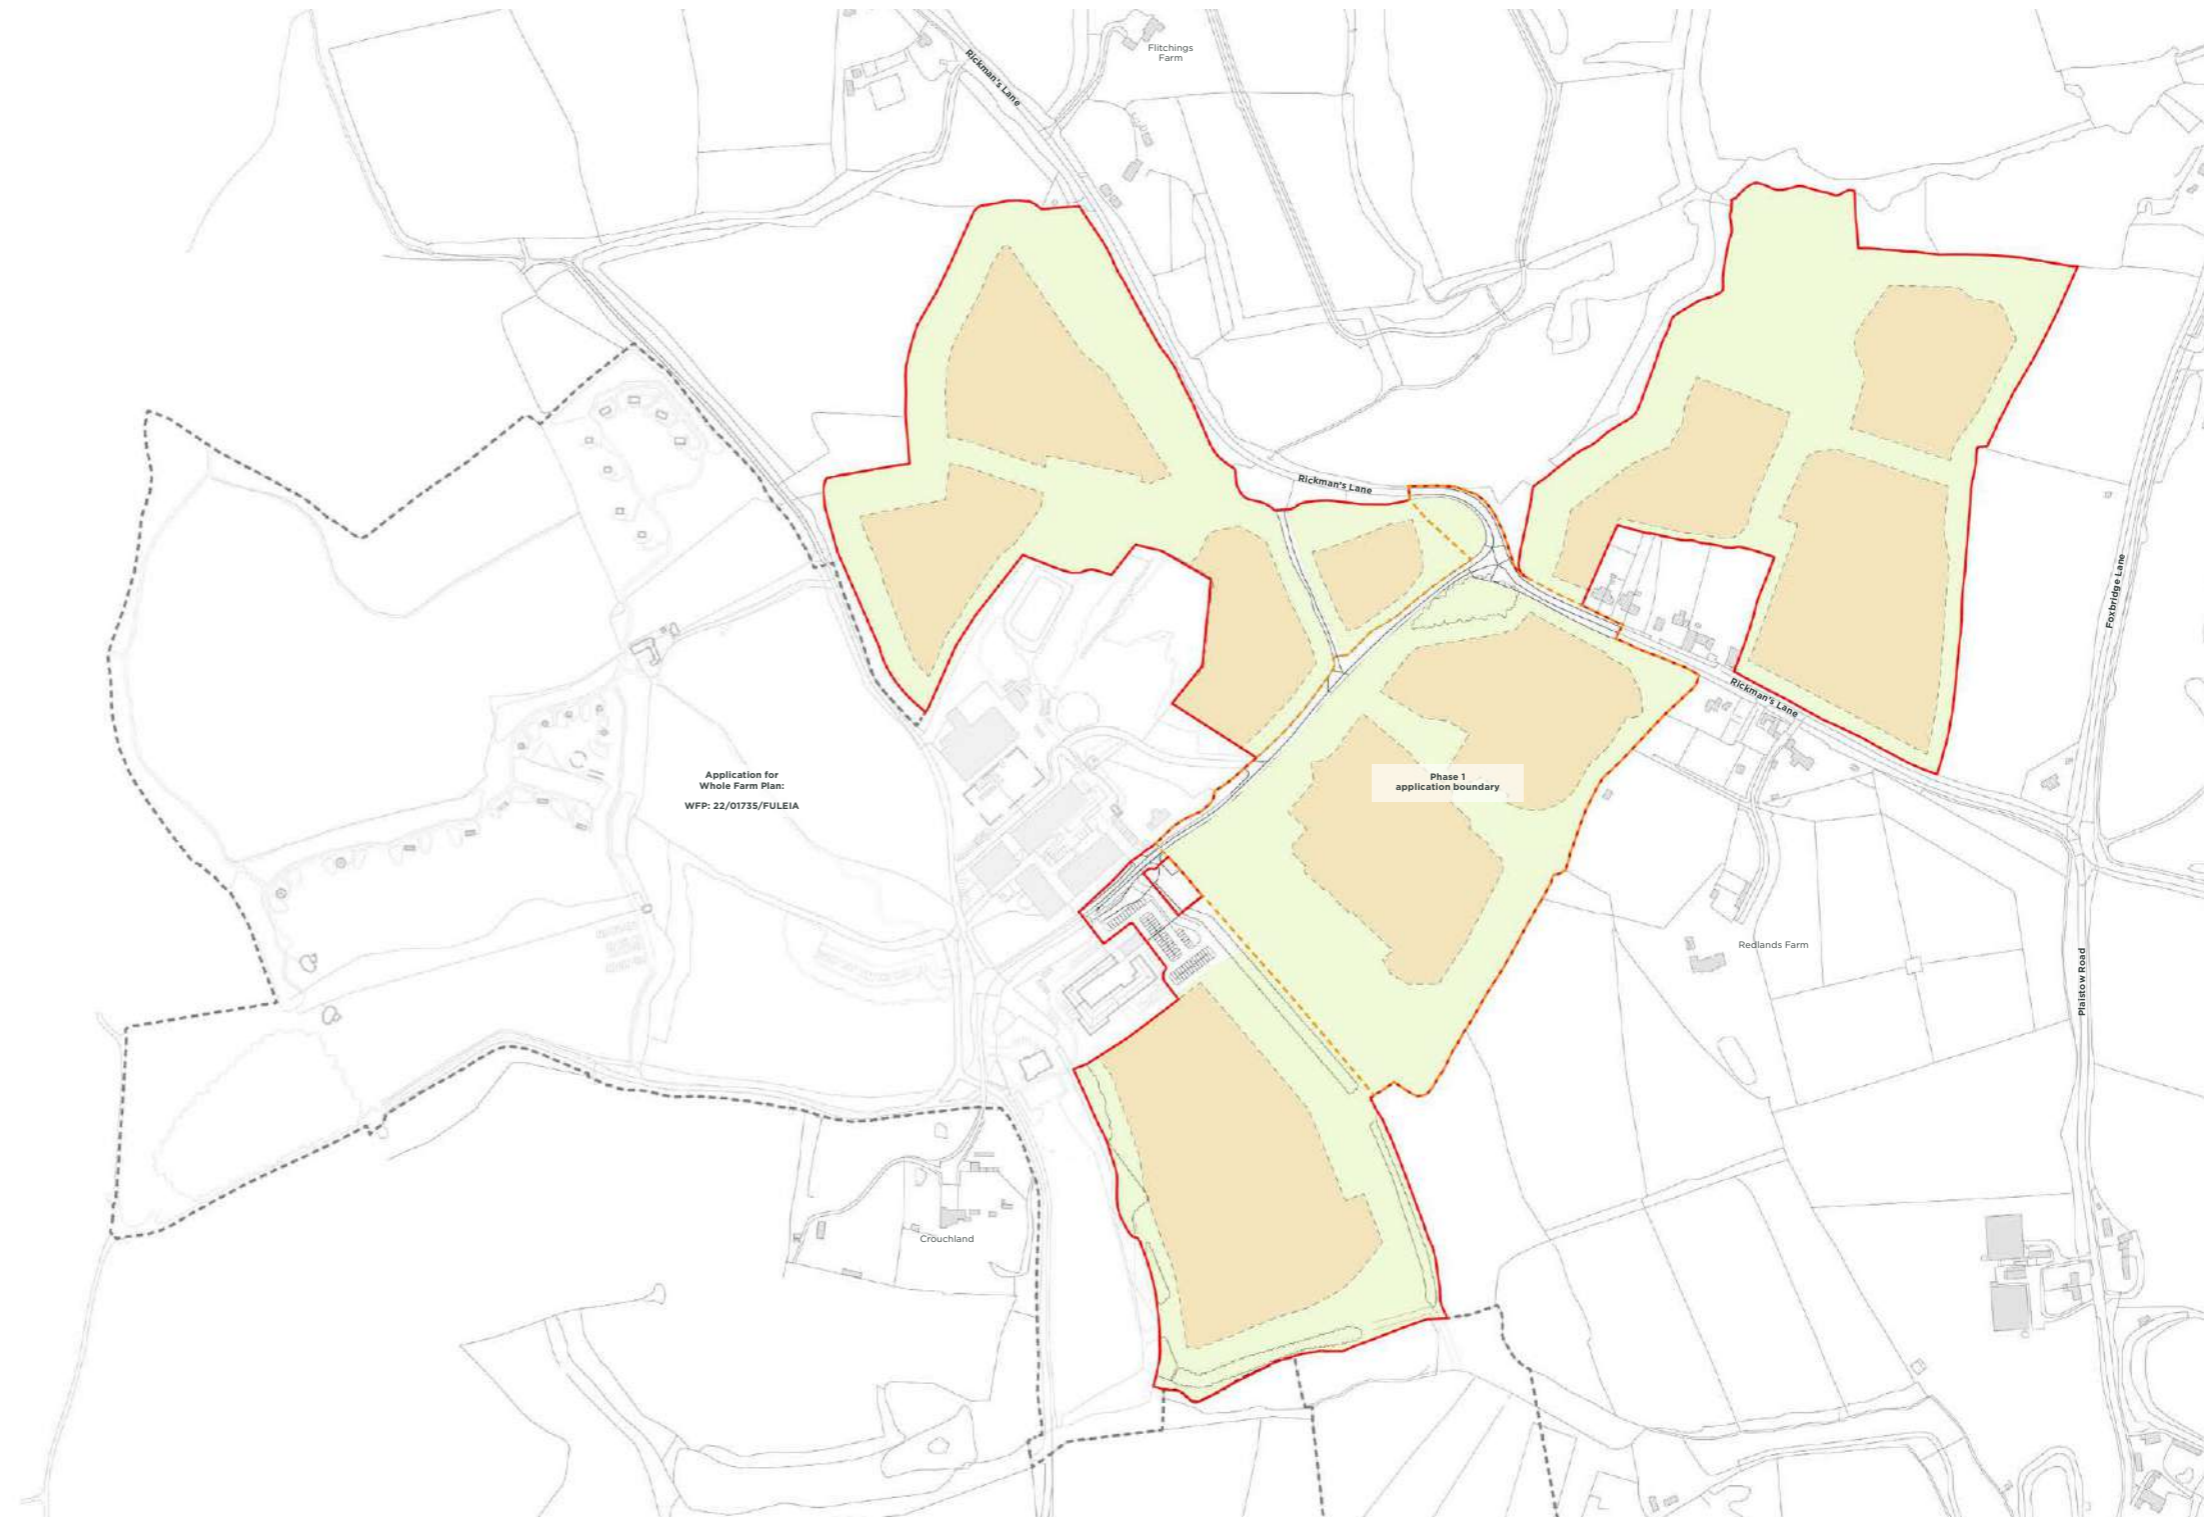 Flitchings
Farm
Rickman's Lane
Rickman's Lane
Foxbridge Lane
Rickman's Lane
Application for
Whole Farm Plan:
WFP: 22/01735/FULEIA
Phase 1
application boundary
Redlands Farm
Plaistow Road
Crouchland